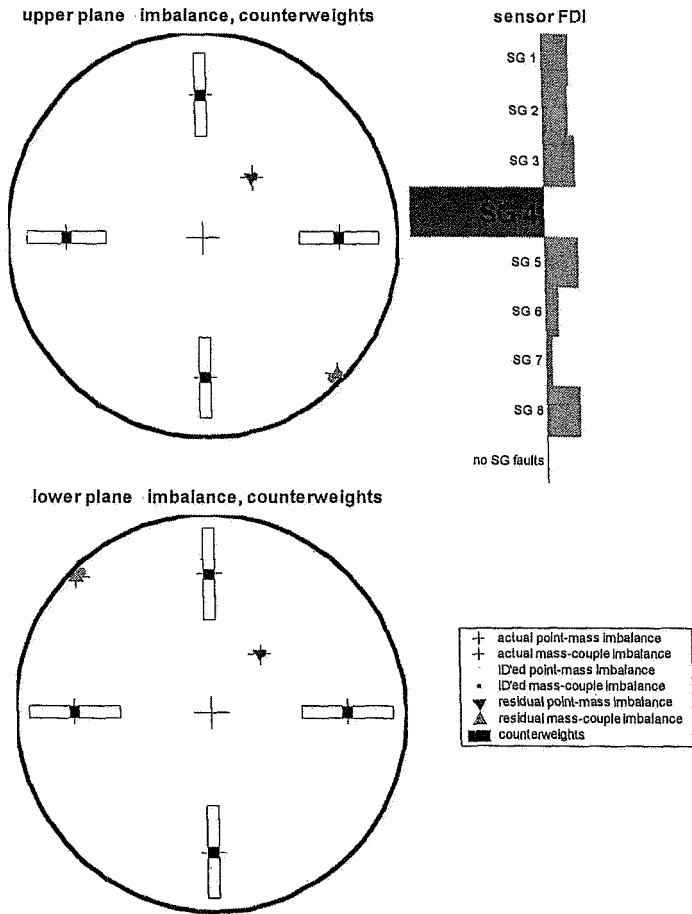 upper plane · imbalance, counterweights
sensor FDI
SG 1
SG 2
SG 3
SG 4
SG 5
SG 6
SG 7
SG 8
no SG faults
lower plane · imbalance, counterweights
actual point-mass imbalance
actual mass-couple imbalance
ID'ed point-mass imbalance
ID'ed mass-couple imbalance
residual point-mass imbalance
residual mass-couple imbalance
counterweights